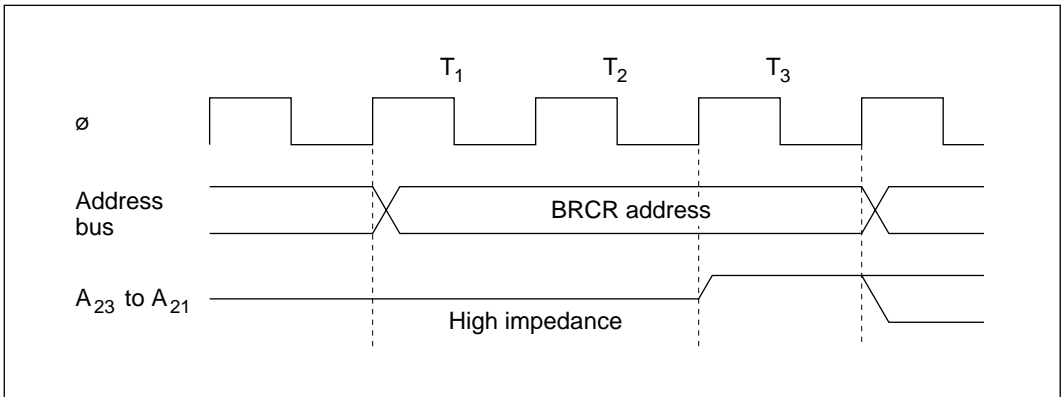 T1 T2 T3
ø
Address
bus
BRCR address
A23 to A21
High impedance